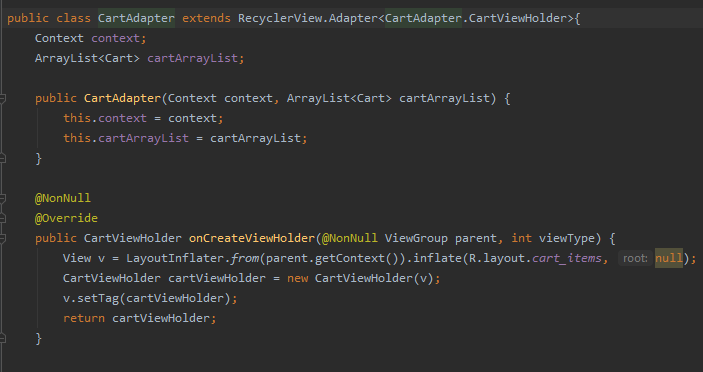 public class CartAdapter extends RecyclerView.Adapter<CartAdapter.CartViewHolder>{
    Context context;
    ArrayList<Cart> cartArrayList;

    public CartAdapter(Context context, ArrayList<Cart> cartArrayList) {
        this.context = context;
        this.cartArrayList = cartArrayList;
    }

    @NonNull
    @Override
    public CartViewHolder onCreateViewHolder(@NonNull ViewGroup parent, int viewType) {
        View v = LayoutInflater.from(parent.getContext()).inflate(R.layout.cart_items, root: null);
        CartViewHolder cartViewHolder = new CartViewHolder(v);
        v.setTag(cartViewHolder);
        return cartViewHolder;
    }